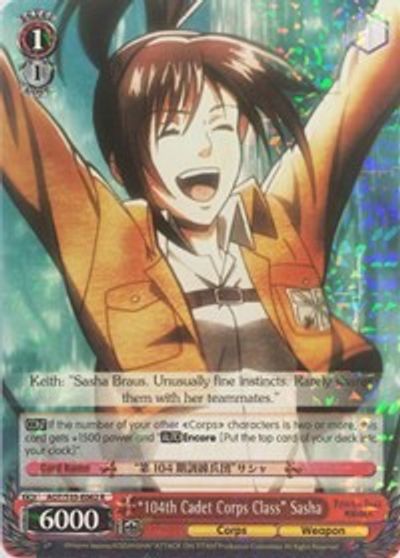 1
1
Keith: "Sasha Braus. Unusually fine instincts. Rarely
them with her teammates."
If the number of your other «Corps» characters is two or more, this
card gets +1500 power and "AUTO Encore [Put the top card of your deck in
Card Name "第104期訓練兵団"サシャ
6000
"104th Cadet Corps Class" Sasha
Corps Weapon